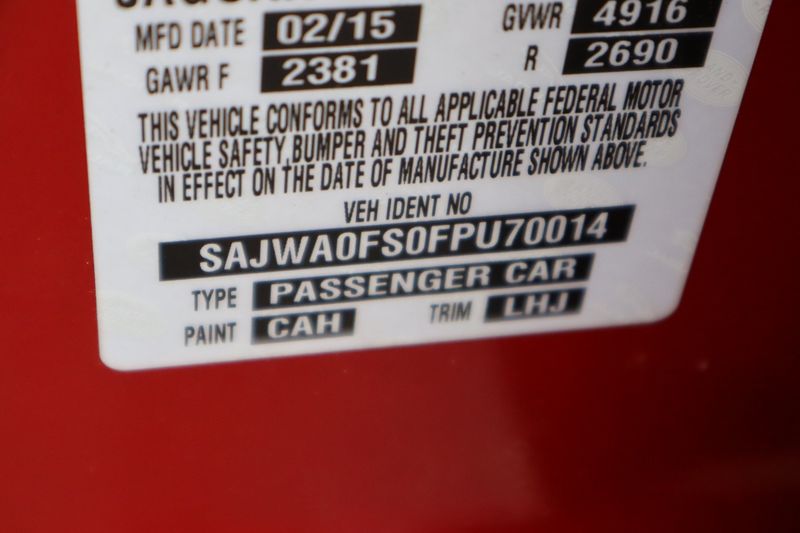 MFD DATE 02/15 GVWR 4916
GAWR F 2381 R 2690
THIS VEHICLE CONFORMS TO ALL APPLICABLE FEDERAL MOTOR
VEHICLE SAFETY, BUMPER AND THEFT PREVENTION STANDARDS
IN EFFECT ON THE DATE OF MANUFACTURE SHOWN ABOVE.
VEH IDENT NO
SAJWA0FS0FPU70014
TYPE PASSENGER CAR
PAINT CAH TRIM LHJ